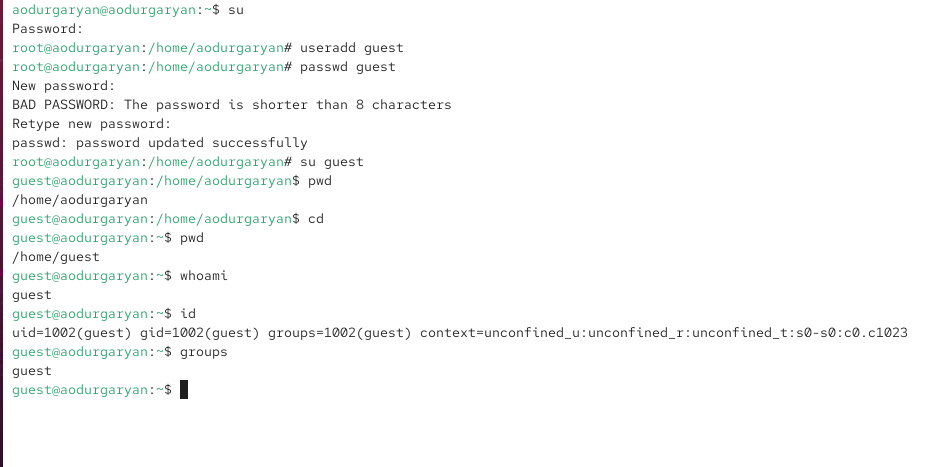 aodurgaryan@aodurgaryan:~$ su
Password:
root@aodurgaryan:/home/aodurgaryan# useradd guest
root@aodurgaryan:/home/aodurgaryan# passwd guest
New password:
BAD PASSWORD: The password is shorter than 8 characters
Retype new password:
passwd: password updated successfully
root@aodurgaryan:/home/aodurgaryan# su guest
guest@aodurgaryan:/home/aodurgaryan$ pwd
/home/aodurgaryan
guest@aodurgaryan:/home/aodurgaryan$ cd
guest@aodurgaryan:~$ pwd
/home/guest
guest@aodurgaryan:~$ whoami
guest
guest@aodurgaryan:~$ id
uid=1002(guest) gid=1002(guest) groups=1002(guest) context=unconfined_u:unconfined_r:unconfined_t:s0-s0:c0.c1023
guest@aodurgaryan:~$ groups
guest
guest@aodurgaryan:~$